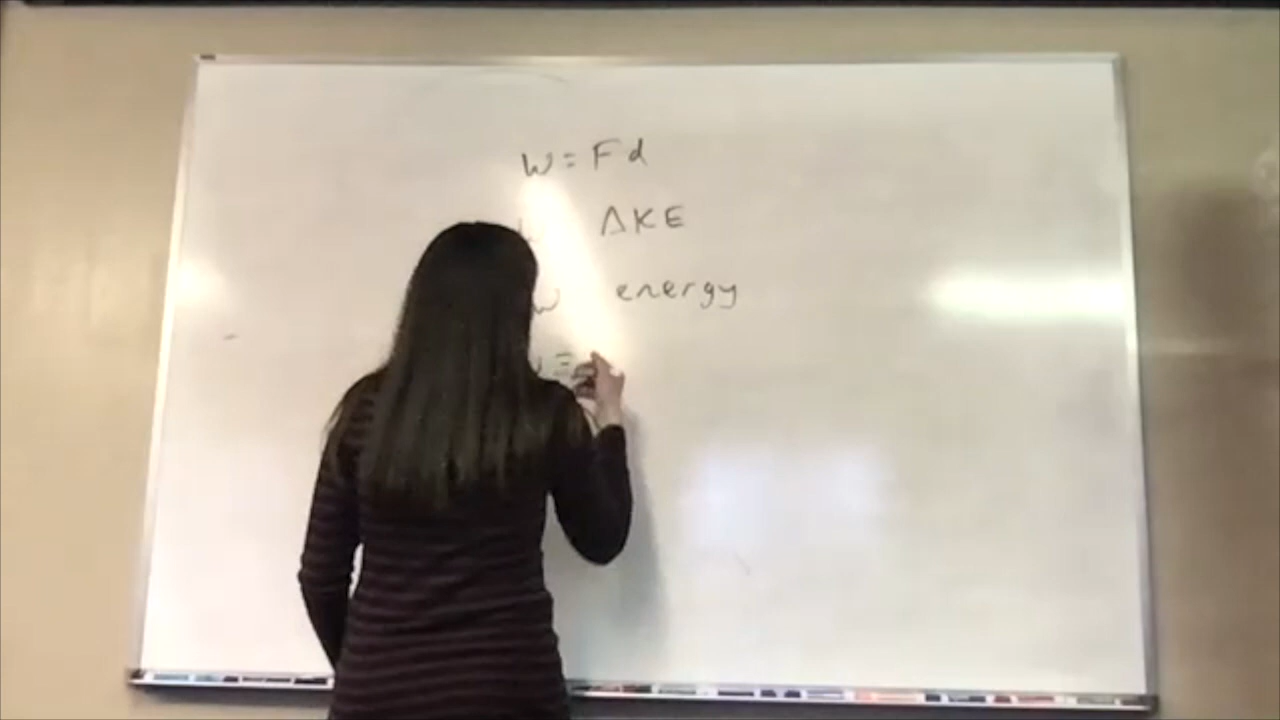 W = Fd
ΔKE
w energy
=